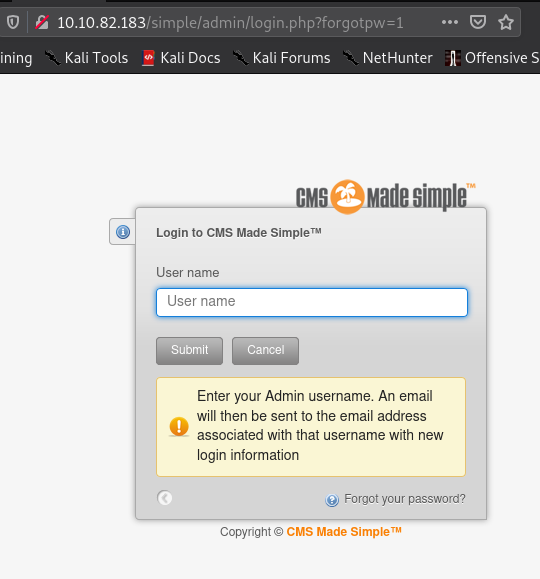 10.10.82.183/simple/admin/login.php?forgotpw=1
ining Kali Tools Kali Docs Kali Forums NetHunter Offensive S
CMS Made Simple™
Login to CMS Made Simple™
User name
User name
Submit Cancel
Enter your Admin username. An email
will then be sent to the email address
associated with that username with new
login information
Forgot your password?
Copyright © CMS Made Simple™